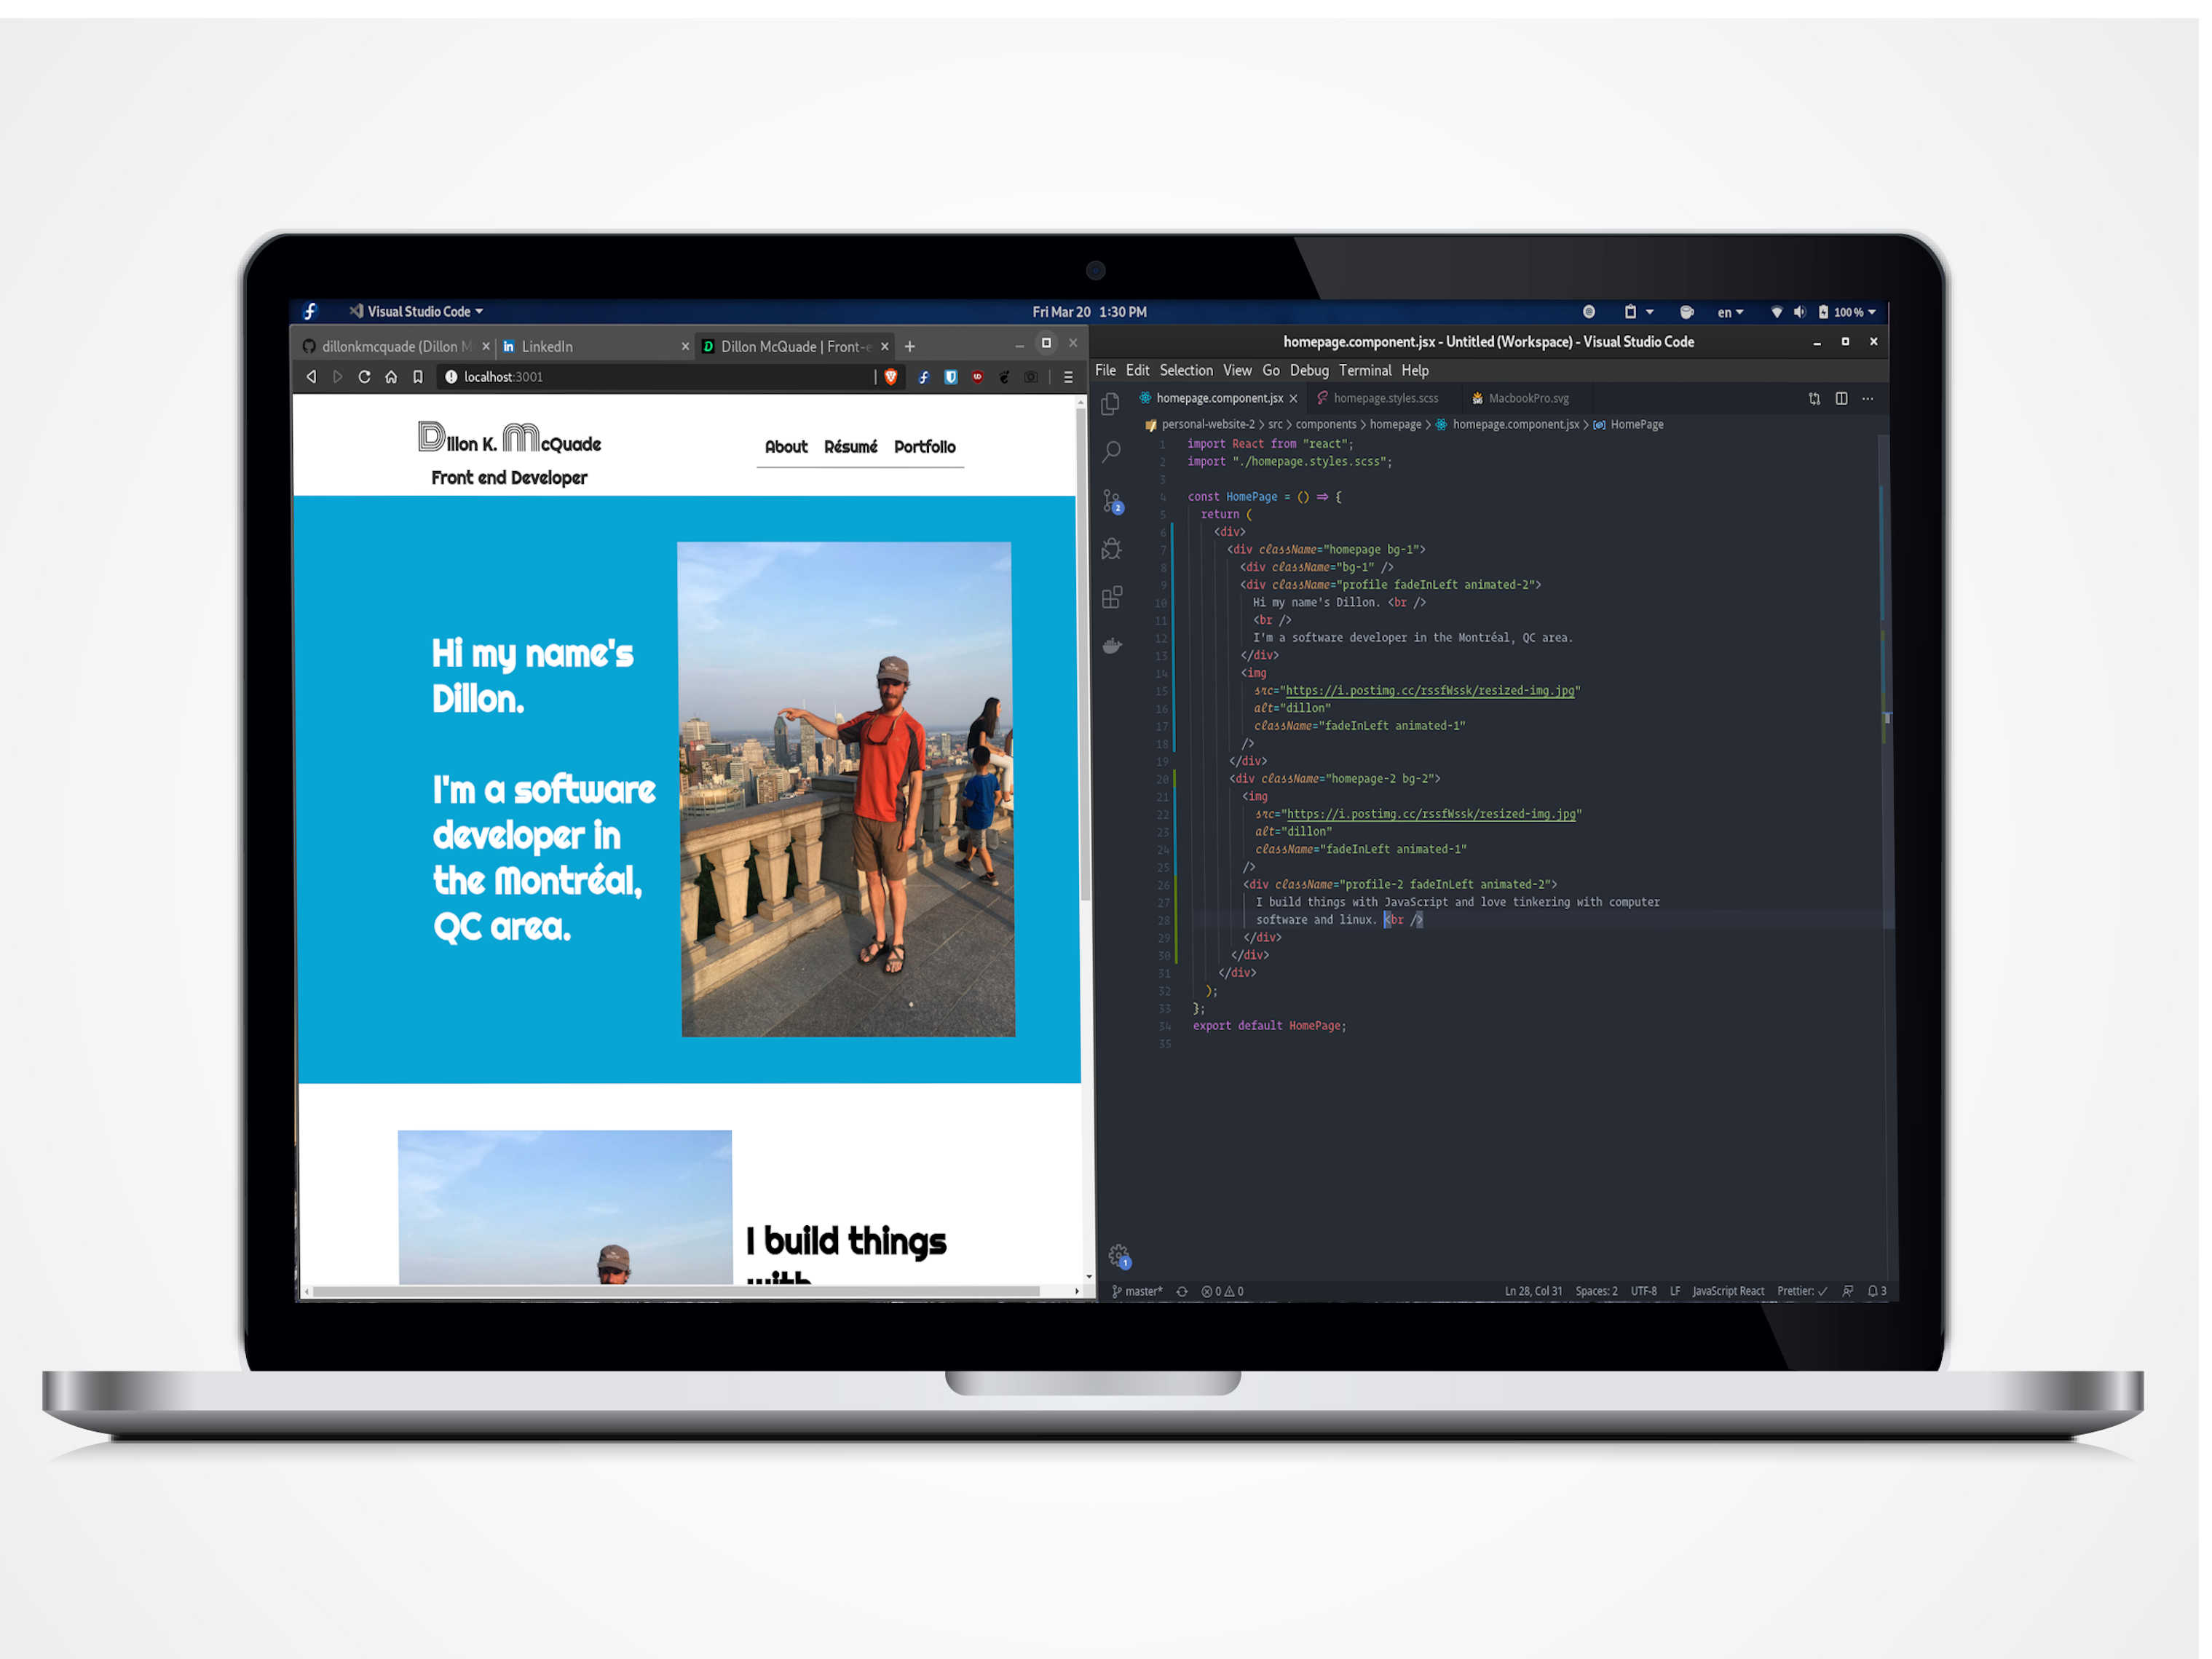 Visual Studio Code
Fri Mar 20 1:30 PM
en
100 %
dillonkmcquade (Dillon M
LinkedIn
Dillon McQuade | Front-e
localhost:3001
Dillon K. McQuade
Front end Developer
About Résumé Portfolio
Hi my name's
Dillon.
I'm a software
developer in
the Montréal,
QC area.
I build things
with
homepage.component.jsx - Untitled (Workspace) - Visual Studio Code
File Edit Selection View Go Debug Terminal Help
homepage.component.jsx
homepage.styles.scss
MacbookPro.svg
personal-website-2 > src > components > homepage > homepage.component.jsx > HomePage
1 import React from "react";
2 import "./homepage.styles.scss";
3
4 const HomePage = () ⇒ {
5 return (
6 <div>
7 <div className="homepage bg-1">
8 <div className="bg-1" />
9 <div className="profile fadeInLeft animated-2">
10 Hi my name's Dillon. <br />
11 <br />
12 I'm a software developer in the Montréal, QC area.
13 </div>
14 <img
15 src="https://i.postimg.cc/rssfWssk/resized-img.jpg"
16 alt="dillon"
17 className="fadeInLeft animated-1"
18 />
19 </div>
20 <div className="homepage-2 bg-2">
21 <img
22 src="https://i.postimg.cc/rssfWssk/resized-img.jpg"
23 alt="dillon"
24 className="fadeInLeft animated-1"
25 />
26 <div className="profile-2 fadeInLeft animated-2">
27 I build things with JavaScript and love tinkering with computer
28 software and linux. <br />
29 </div>
30 </div>
31 </div>
32 );
33 };
34 export default HomePage;
35
2
1
master* 0 0
Ln 28, Col 31 Spaces: 2 UTF-8 LF JavaScript React Prettier: ✓ 3